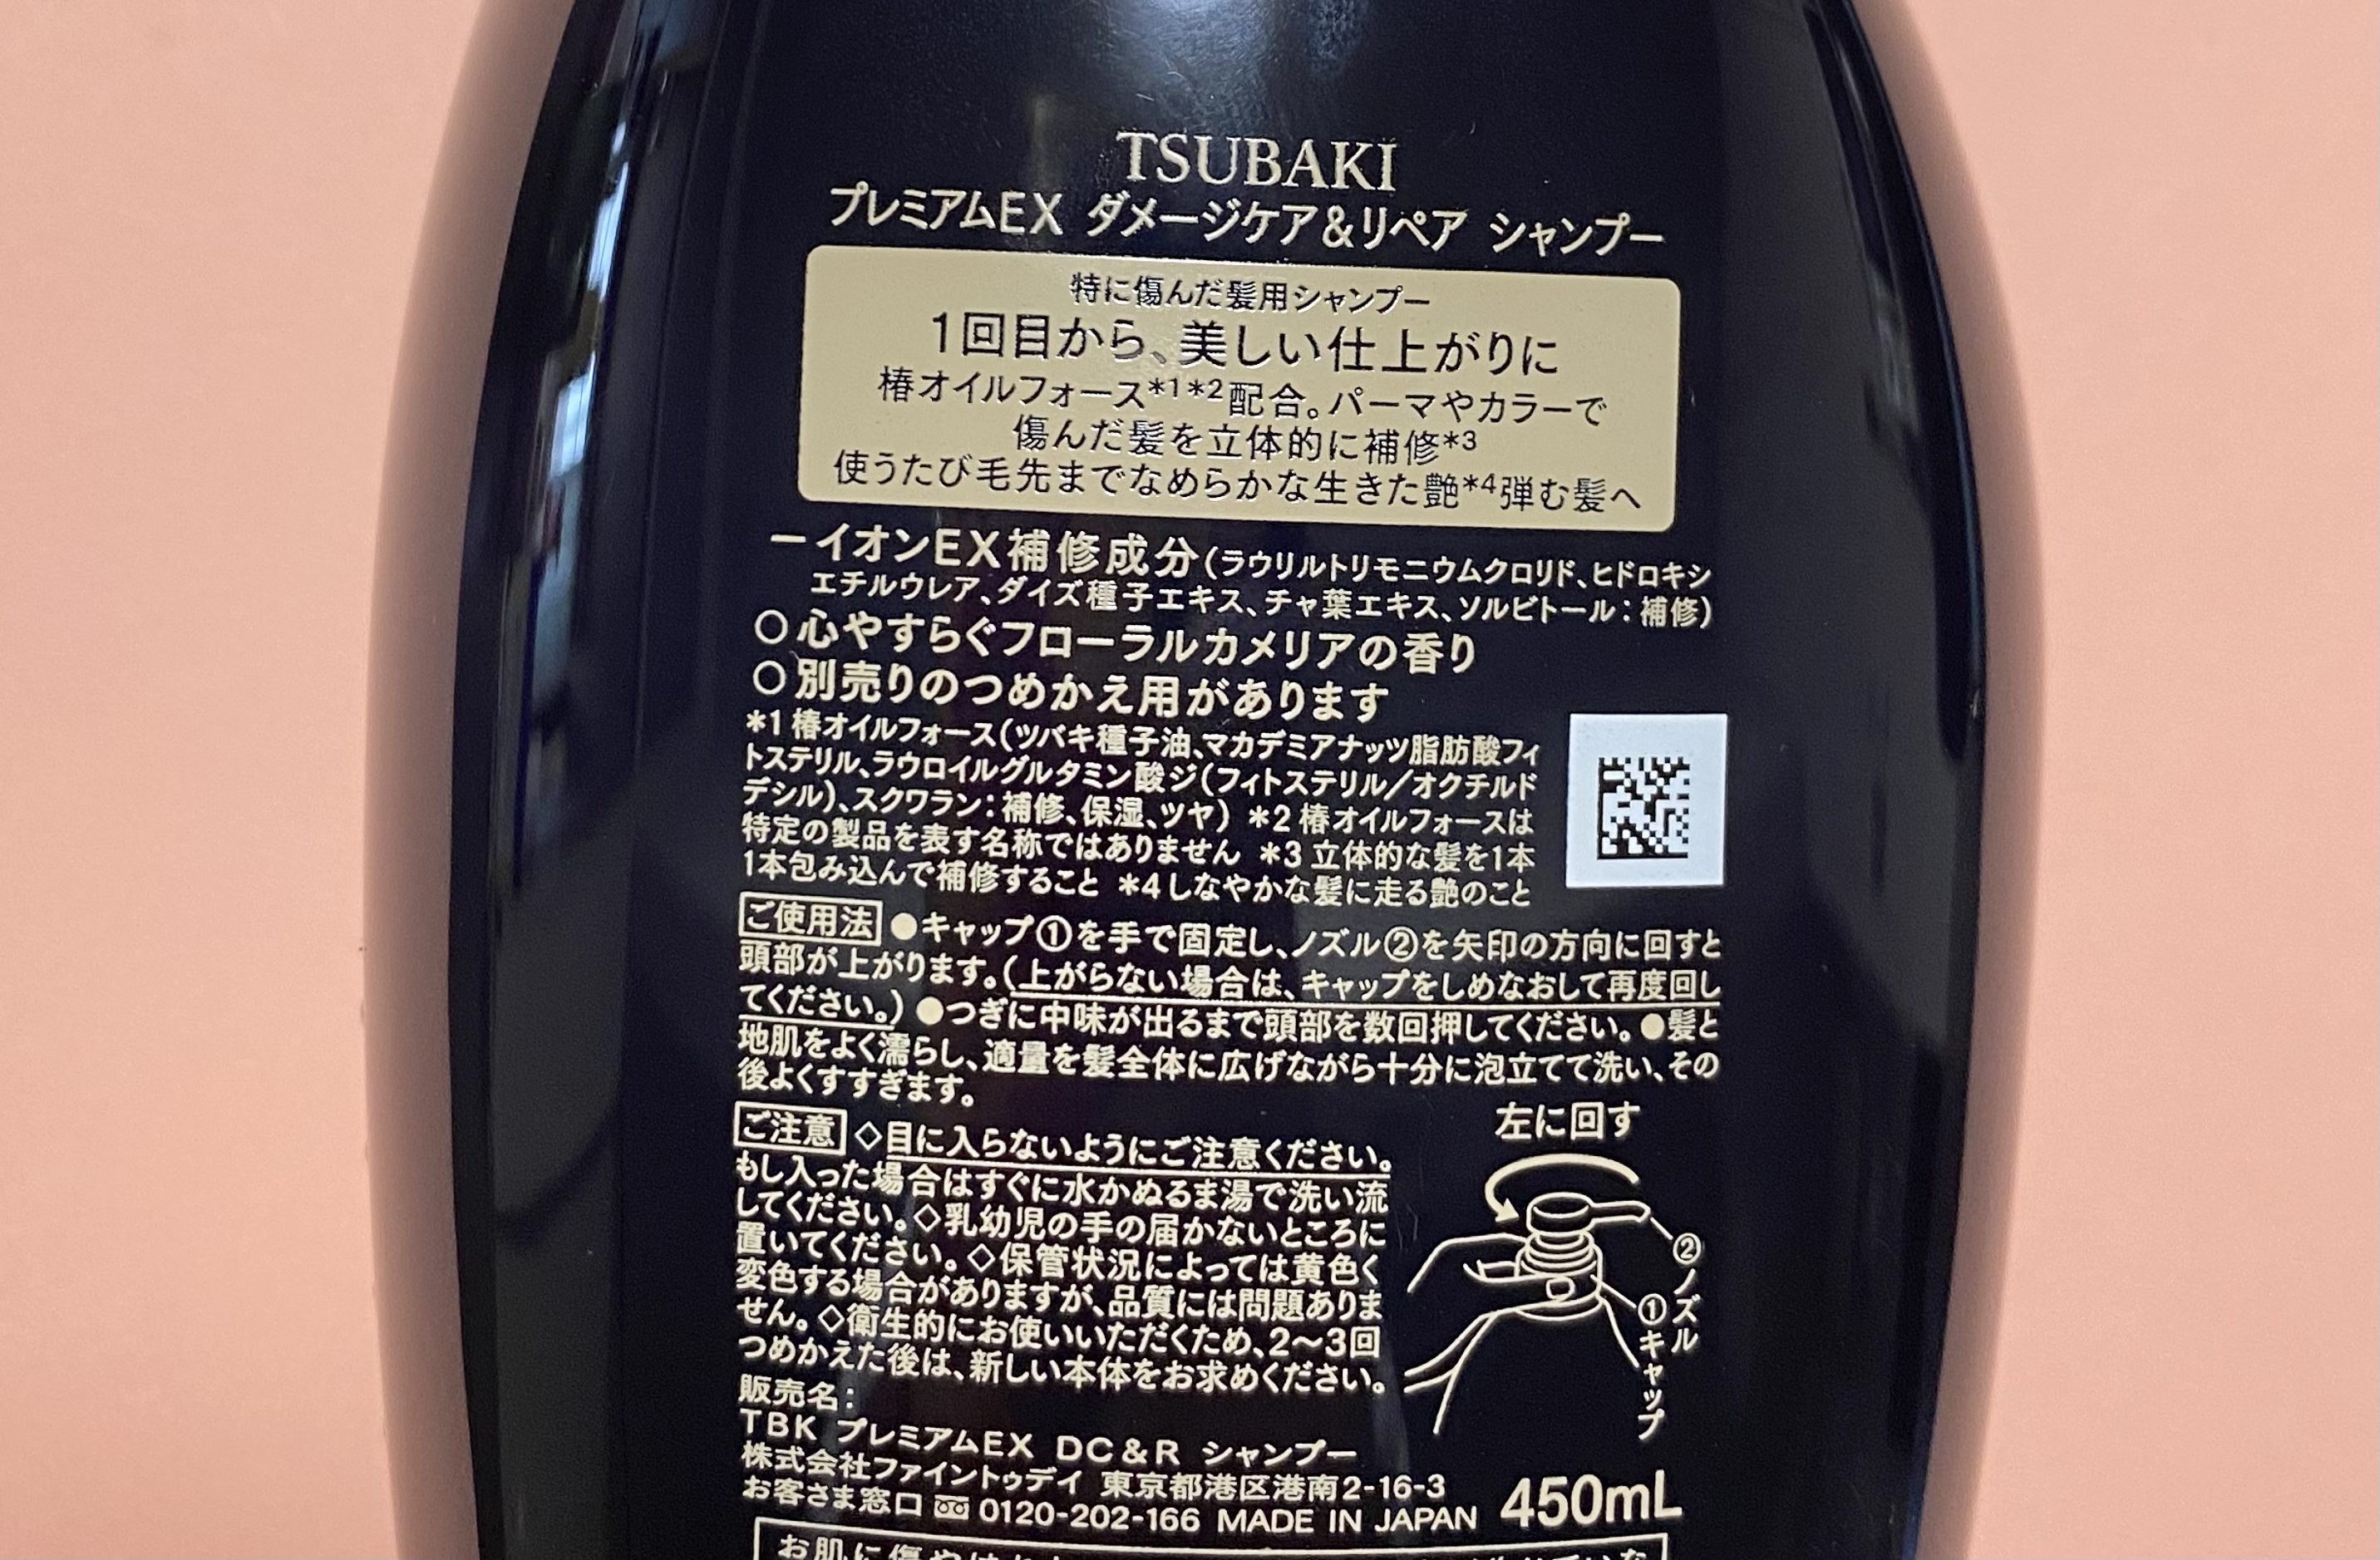 TSUBAKI
プレミアムEX ダメージケア&リペア シャンプー
特に傷んだ髪用シャンプー
1回目から、美しい仕上がりに
椿オイルフォース*1*2配合。パーマやカラーで
傷んだ髪を立体的に補修*3
使うたび毛先までなめらかな生きた艶*4弾む髪へ
ーイオンEX補修成分(ラウリルトリモニウムクロリド、ヒドロキシ
エチルウレア、ダイズ種子エキス、チャ葉エキス、ソルビトール:補修)
○心やすらぐフローラルカメリアの香り
○別売りのつめかえ用があります
*1 椿オイルフォース(ツバキ種子油、マカデミアナッツ脂肪酸フィ
トステリル、ラウロイルグルタミン酸ジ(フィトステリル/オクチルド
デシル)、スクワラン:補修、保湿、ツヤ) *2 椿オイルフォースは
特定の製品を表す名称ではありません *3 立体的な髪を1本
1本包み込んで補修すること *4 しなやかな髪に走る艶のこと
ご使用法 ●キャップ①を手で固定し、ノズル②を矢印の方向に回すと
頭部が上がります。(上がらない場合は、キャップをしめなおして再度回し
てください。) ●つぎに中味が出るまで頭部を数回押してください。●髪と
地肌をよく濡らし、適量を髪全体に広げながら十分に泡立てて洗い、その
後よくすすぎます。
ご注意 ◇目に入らないようにご注意ください。
もし入った場合はすぐに水かぬるま湯で洗い流
してください。◇乳幼児の手の届かないところに
置いてください。◇保管状況によっては黄色く
変色する場合がありますが、品質には問題ありま
せん。◇衛生的にお使いいただくため、2〜3回
つめかえた後は、新しい本体をお求めください。
左に回す
②ノズル
①キャップ
販売名:
TBK プレミアムEX DC&R シャンプー
株式会社ファイントゥデイ 東京都港区港南2-16-3
お客さま窓口 0120-202-166 MADE IN JAPAN 450mL
お肌に傷やはれ